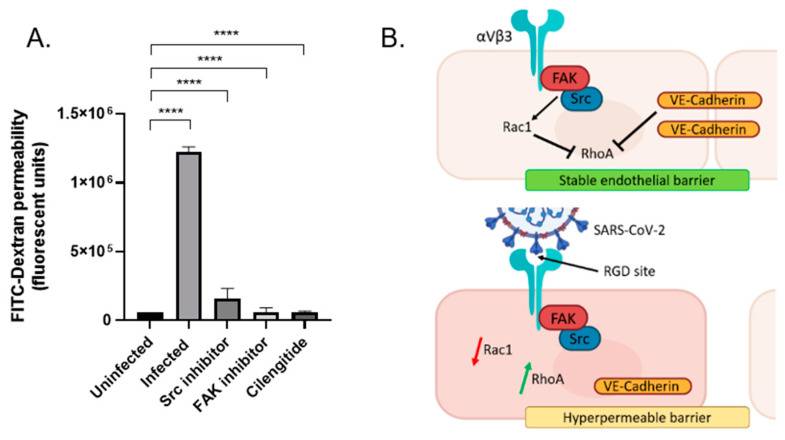 A.
****
****
****
****
FITC-Dextran permeability
(fluorescent units)
1.5×10⁶
1×10⁶
5×10⁵
0
Uninfected
Infected
Src inhibitor
FAK inhibitor
Cilengitide
B.
αVβ3
FAK
Src
Rac1
RhoA
VE-Cadherin
VE-Cadherin
Stable endothelial barrier
SARS-CoV-2
RGD site
FAK
Src
Rac1
RhoA
VE-Cadherin
Hyperpermeable barrier